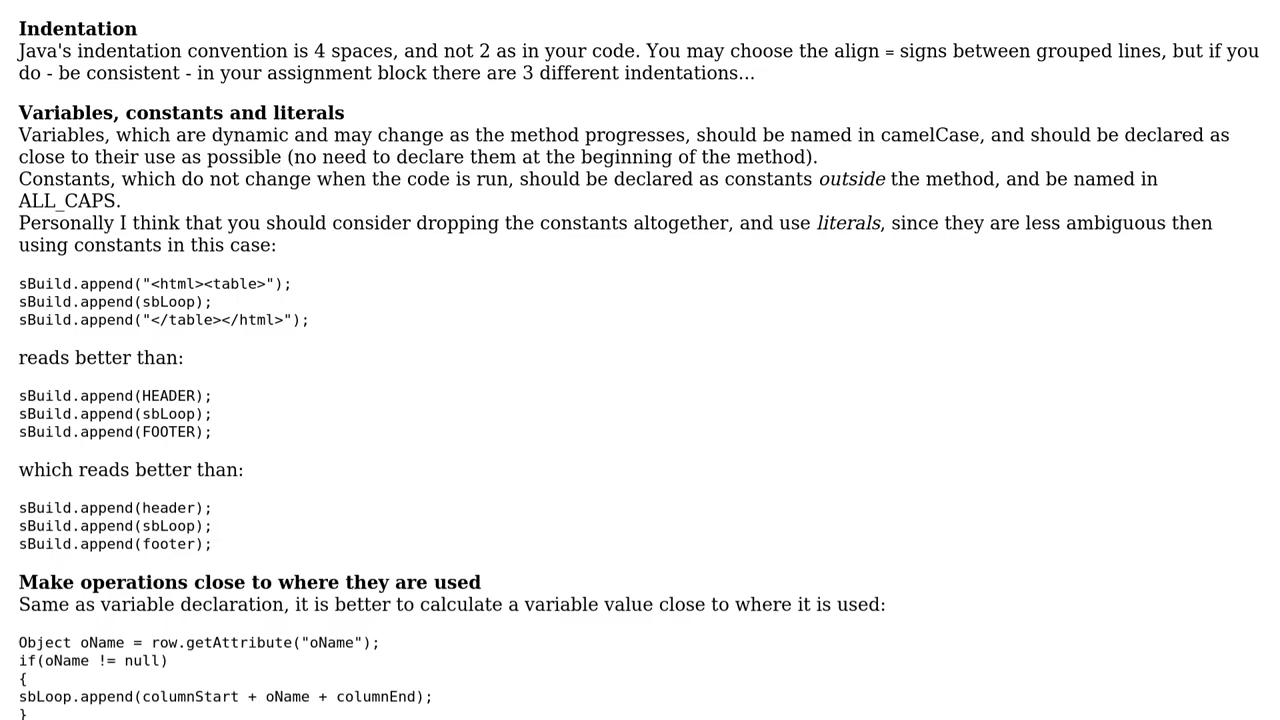 Indentation
Java's indentation convention is 4 spaces, and not 2 as in your code. You may choose the align = signs between grouped lines, but if you
do - be consistent - in your assignment block there are 3 different indentations...
Variables, constants and literals
Variables, which are dynamic and may change as the method progresses, should be named in camelCase, and should be declared as
close to their use as possible (no need to declare them at the beginning of the method).
Constants, which do not change when the code is run, should be declared as constants outside the method, and be named in
ALL_CAPS.
Personally I think that you should consider dropping the constants altogether, and use literals, since they are less ambiguous then
using constants in this case:
sBuild.append("<html><table>");
sBuild.append(sbLoop);
sBuild.append("</table></html>");
reads better than:
sBuild.append(HEADER);
sBuild.append(sbLoop);
sBuild.append(FOOTER);
which reads better than:
sBuild.append(header);
sBuild.append(sbLoop);
sBuild.append(footer);
Make operations close to where they are used
Same as variable declaration, it is better to calculate a variable value close to where it is used:
Object oName = row.getAttribute("oName");
if(oName != null)
{
sbLoop.append(columnStart + oName + columnEnd);
}